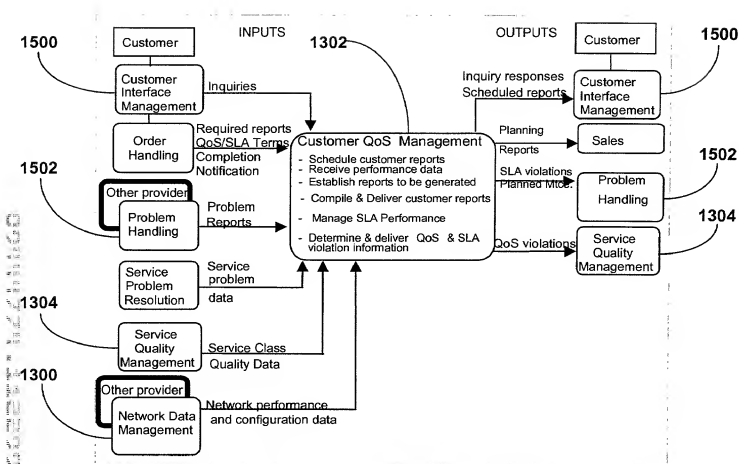 INPUTS
1302
OUTPUTS
1500
Customer
Customer
1500
Customer
Interface
Management
Inquiries
Inquiry responses
Scheduled reports
Customer
Interface
Management
Order
Handling
Required reports
QoS/SLA Terms
Completion
Notification
Customer QoS Management
- Schedule customer reports
- Receive performance data
- Establish reports to be generated
- Compile & Deliver customer reports
- Manage SLA Performance
- Determine & deliver QoS & SLA
violation information
Planning
Reports
Sales
1502
SLA violations
Planned Mtce.
Problem
Handling
1502
Other provider
Problem
Handling
Problem
Reports
QoS violations
Service
Quality
Management
1304
Service
Problem
Resolution
Service
problem
data
1304
Service
Quality
Management
Service Class
Quality Data
1300
Other provider
Network Data
Management
Network performance
and configuration data